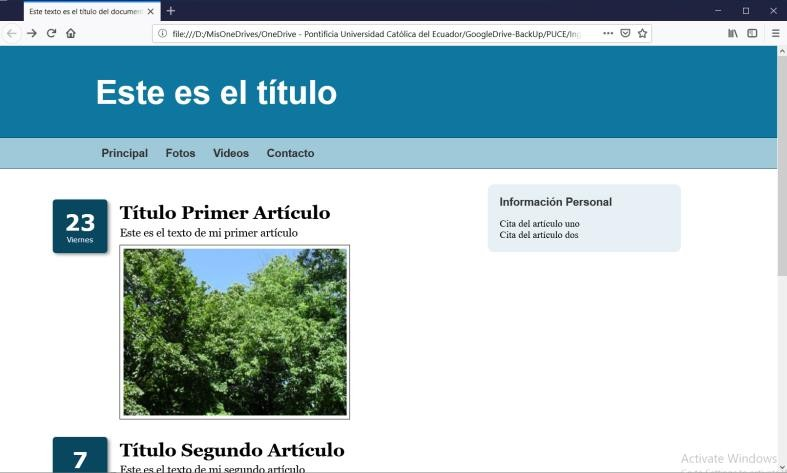 Este texto es el título del documen
file:///D:/MisOneDrives/OneDrive - Pontificia Universidad Católica del Ecuador/GoogleDrive-BackUp/PUCE/In
Este es el título
Principal Fotos Videos Contacto
23
Viernes
Título Primer Artículo
Este es el texto de mi primer artículo
Información Personal
Cita del artículo uno
Cita del artículo dos
7
Título Segundo Artículo
Este es el texto de mi segundo artículo
Activate Windows